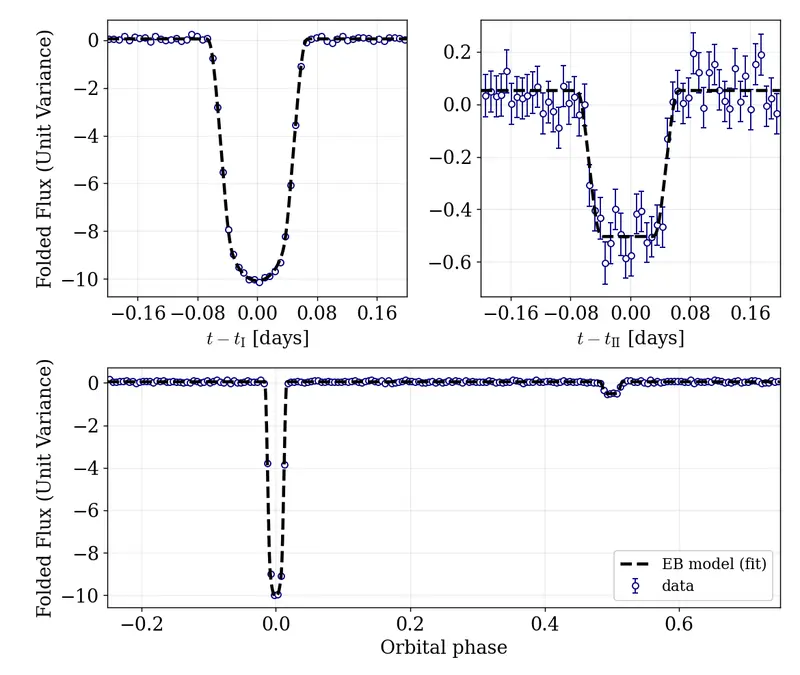 0
−2
−4
−6
−8
−10
Folded Flux (Unit Variance)
−0.16 −0.08 0.00 0.08 0.16
t − tI [days]
0.2
0.0
−0.2
−0.4
−0.6
−0.16 −0.08 0.00 0.08 0.16
t − tII [days]
0
−2
−4
−6
−8
−10
Folded Flux (Unit Variance)
EB model (fit)
data
−0.2 0.0 0.2 0.4 0.6
Orbital phase